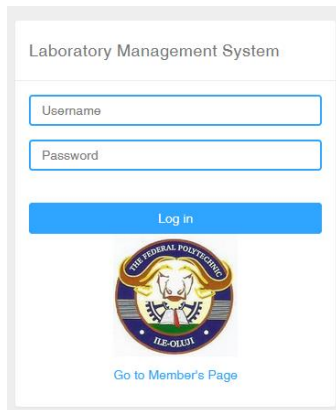 Laboratory Management System
Username
Password
Log in
THE FEDERAL POLYTECHNIC
ILE-OLUJI
Go to Member's Page